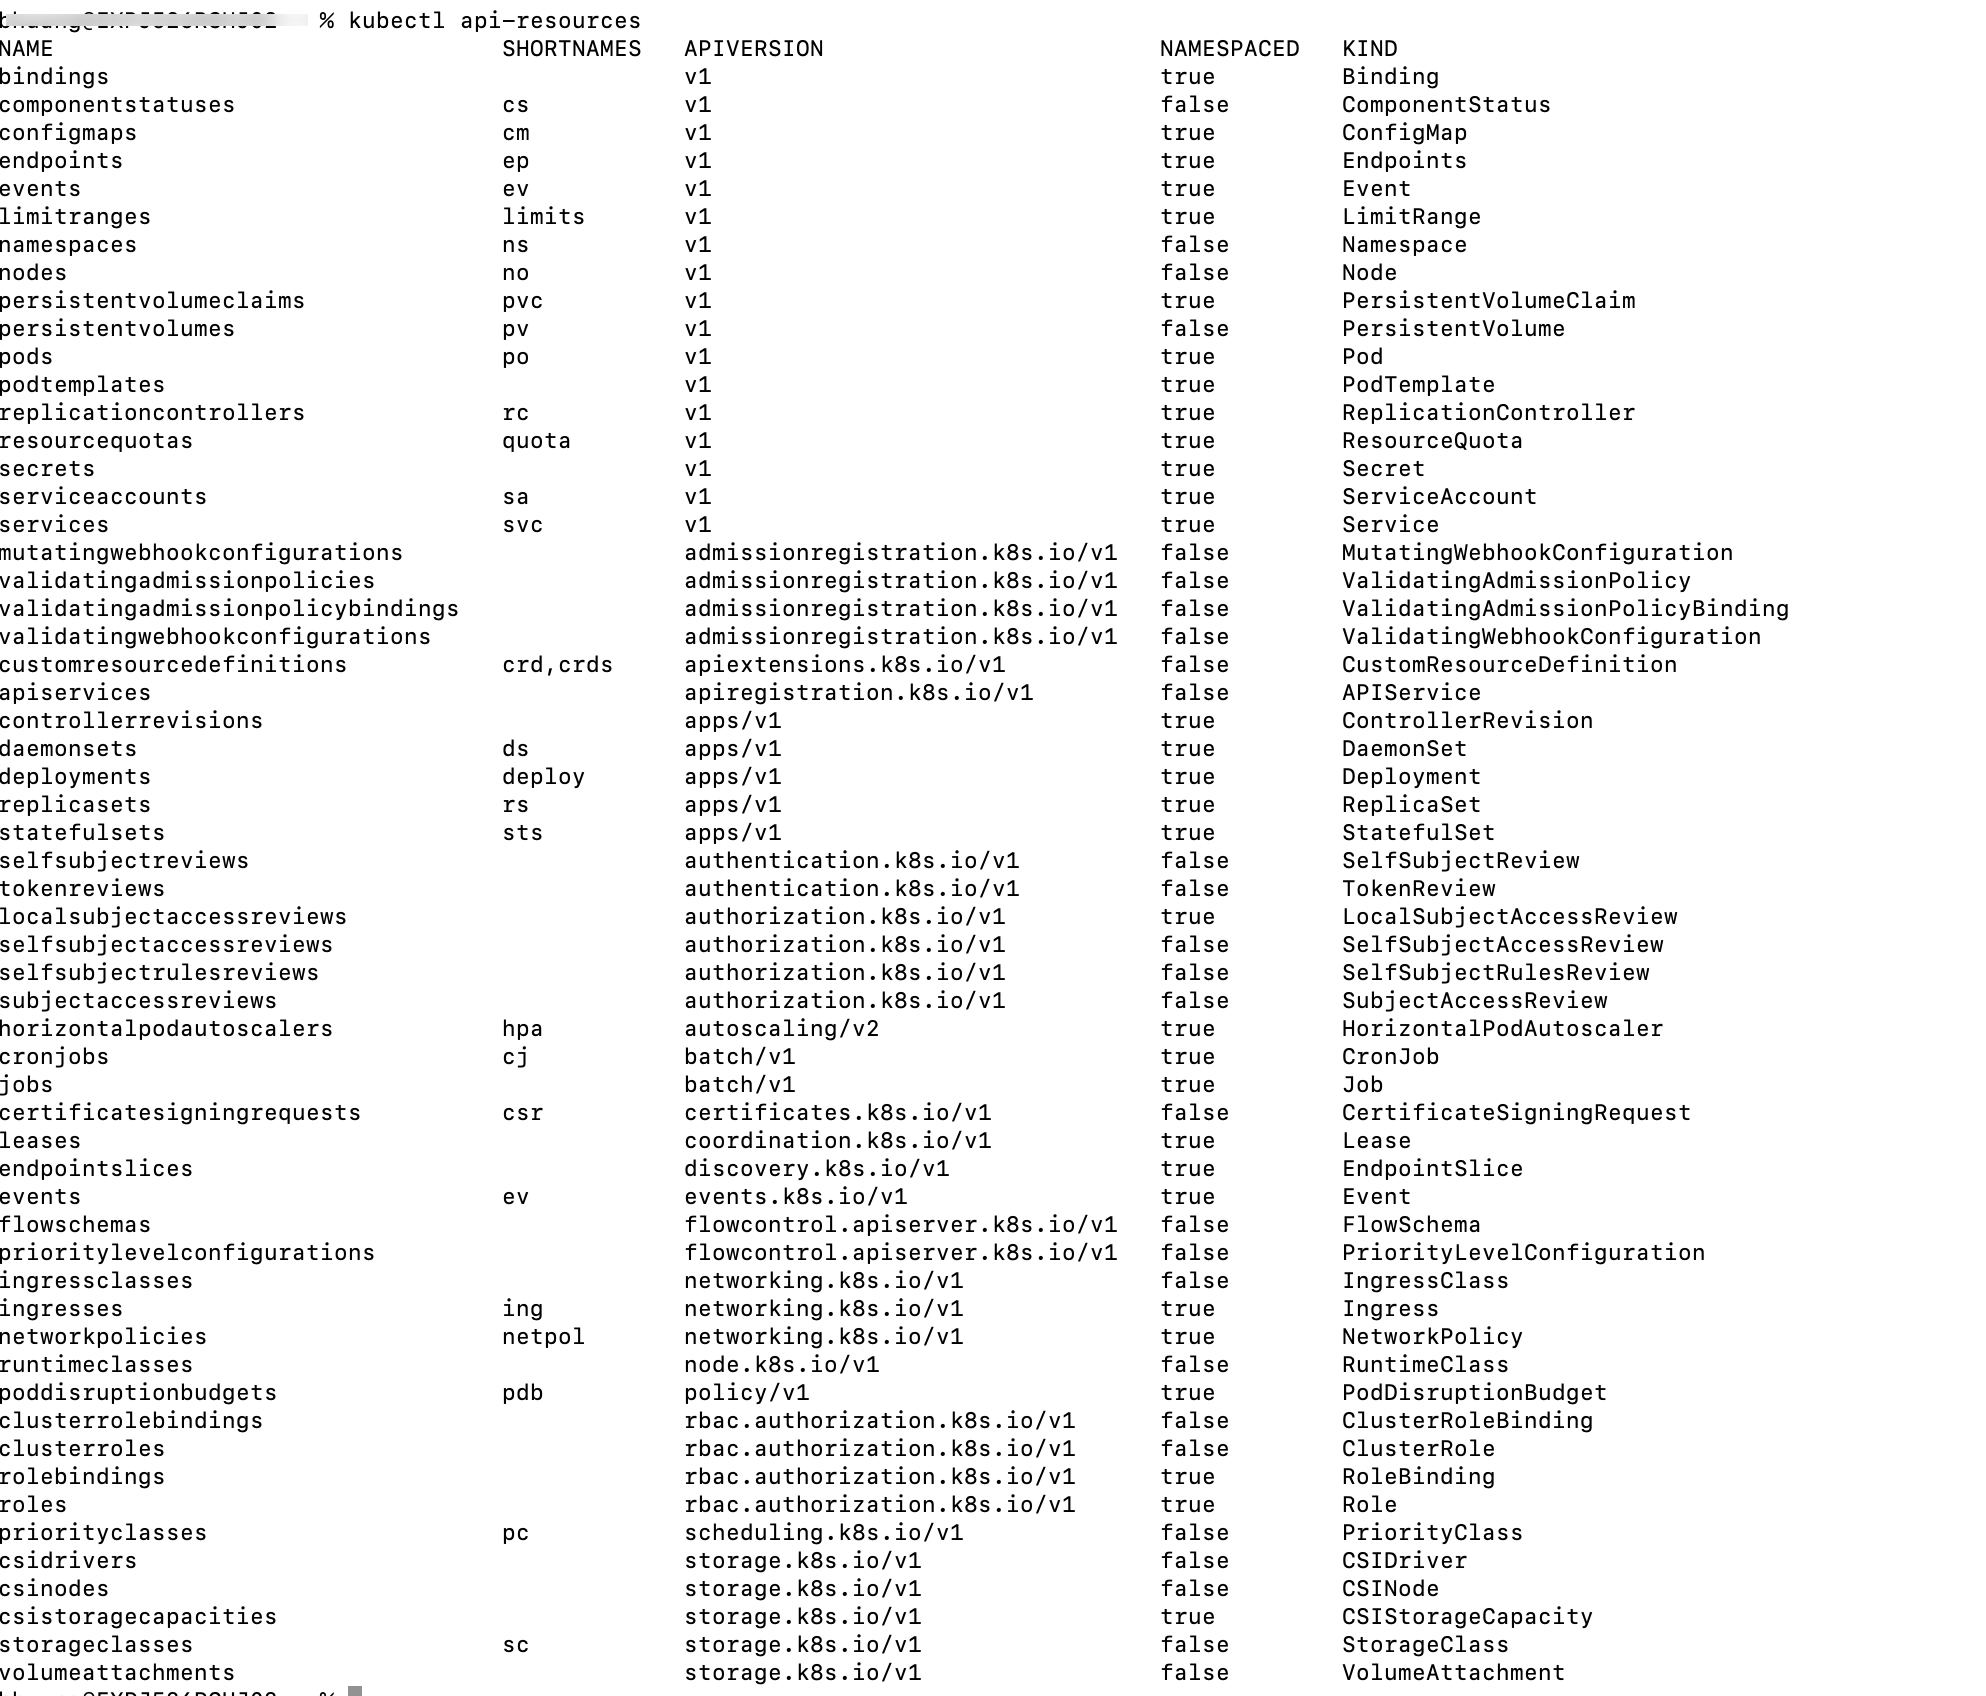 % kubectl api-resources
NAME SHORTNAMES APIVERSION NAMESPACED KIND
bindings v1 true Binding
componentstatuses cs v1 false ComponentStatus
configmaps cm v1 true ConfigMap
endpoints ep v1 true Endpoints
events ev v1 true Event
limitranges limits v1 true LimitRange
namespaces ns v1 false Namespace
nodes no v1 false Node
persistentvolumeclaims pvc v1 true PersistentVolumeClaim
persistentvolumes pv v1 false PersistentVolume
pods po v1 true Pod
podtemplates v1 true PodTemplate
replicationcontrollers rc v1 true ReplicationController
resourcequotas quota v1 true ResourceQuota
secrets v1 true Secret
serviceaccounts sa v1 true ServiceAccount
services svc v1 true Service
mutatingwebhookconfigurations admissionregistration.k8s.io/v1 false MutatingWebhookConfiguration
validatingadmissionpolicies admissionregistration.k8s.io/v1 false ValidatingAdmissionPolicy
validatingadmissionpolicybindings admissionregistration.k8s.io/v1 false ValidatingAdmissionPolicyBinding
validatingwebhookconfigurations admissionregistration.k8s.io/v1 false ValidatingWebhookConfiguration
customresourcedefinitions crd,crds apiextensions.k8s.io/v1 false CustomResourceDefinition
apiservices apiregistration.k8s.io/v1 false APIService
controllerrevisions apps/v1 true ControllerRevision
daemonsets ds apps/v1 true DaemonSet
deployments deploy apps/v1 true Deployment
replicasets rs apps/v1 true ReplicaSet
statefulsets sts apps/v1 true StatefulSet
selfsubjectreviews authentication.k8s.io/v1 false SelfSubjectReview
tokenreviews authentication.k8s.io/v1 false TokenReview
localsubjectaccessreviews authorization.k8s.io/v1 true LocalSubjectAccessReview
selfsubjectaccessreviews authorization.k8s.io/v1 false SelfSubjectAccessReview
selfsubjectrulesreviews authorization.k8s.io/v1 false SelfSubjectRulesReview
subjectaccessreviews authorization.k8s.io/v1 false SubjectAccessReview
horizontalpodautoscalers hpa autoscaling/v2 true HorizontalPodAutoscaler
cronjobs cj batch/v1 true CronJob
jobs batch/v1 true Job
certificatesigningrequests csr certificates.k8s.io/v1 false CertificateSigningRequest
leases coordination.k8s.io/v1 true Lease
endpointslices discovery.k8s.io/v1 true EndpointSlice
events ev events.k8s.io/v1 true Event
flowschemas flowcontrol.apiserver.k8s.io/v1 false FlowSchema
prioritylevelconfigurations flowcontrol.apiserver.k8s.io/v1 false PriorityLevelConfiguration
ingressclasses networking.k8s.io/v1 false IngressClass
ingresses ing networking.k8s.io/v1 true Ingress
networkpolicies netpol networking.k8s.io/v1 true NetworkPolicy
runtimeclasses node.k8s.io/v1 false RuntimeClass
poddisruptionbudgets pdb policy/v1 true PodDisruptionBudget
clusterrolebindings rbac.authorization.k8s.io/v1 false ClusterRoleBinding
clusterroles rbac.authorization.k8s.io/v1 false ClusterRole
rolebindings rbac.authorization.k8s.io/v1 true RoleBinding
roles rbac.authorization.k8s.io/v1 true Role
priorityclasses pc scheduling.k8s.io/v1 false PriorityClass
csidrivers storage.k8s.io/v1 false CSIDriver
csinodes storage.k8s.io/v1 false CSINode
csistoragecapacities storage.k8s.io/v1 true CSIStorageCapacity
storageclasses sc storage.k8s.io/v1 false StorageClass
volumeattachments storage.k8s.io/v1 false VolumeAttachment
%